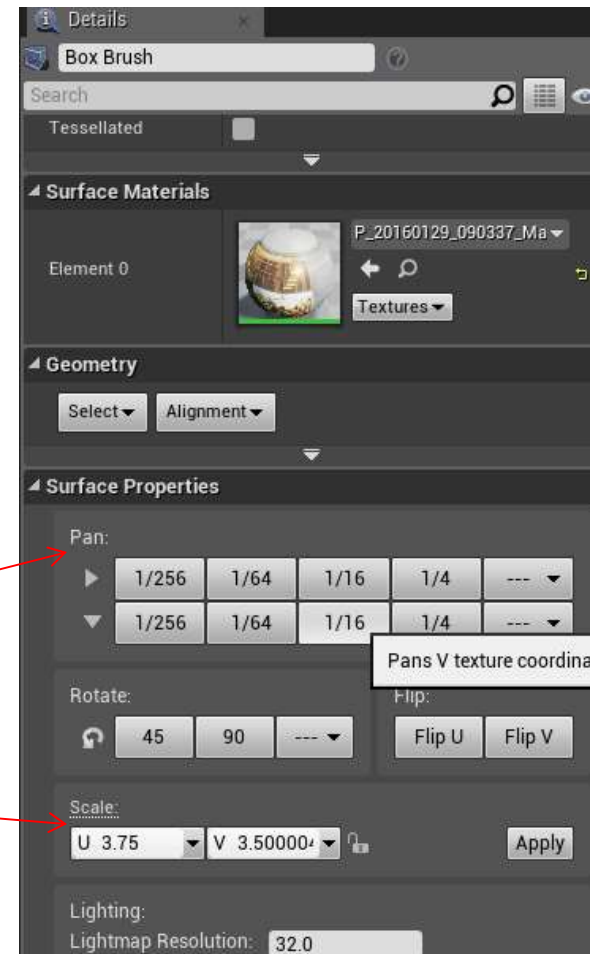 Details
Box Brush
Search
Tessellated
Surface Materials
P_20160129_090337_Ma
Element 0
Textures
Geometry
Select Alignment
Surface Properties
Pan:
1/256 1/64 1/16 1/4 ---
1/256 1/64 1/16 1/4 ---
Pans V texture coordina
Rotate: Flip:
45 90 --- Flip U Flip V
Scale:
U 3.75 V 3.50000 Apply
Lighting:
Lightmap Resolution: 32.0